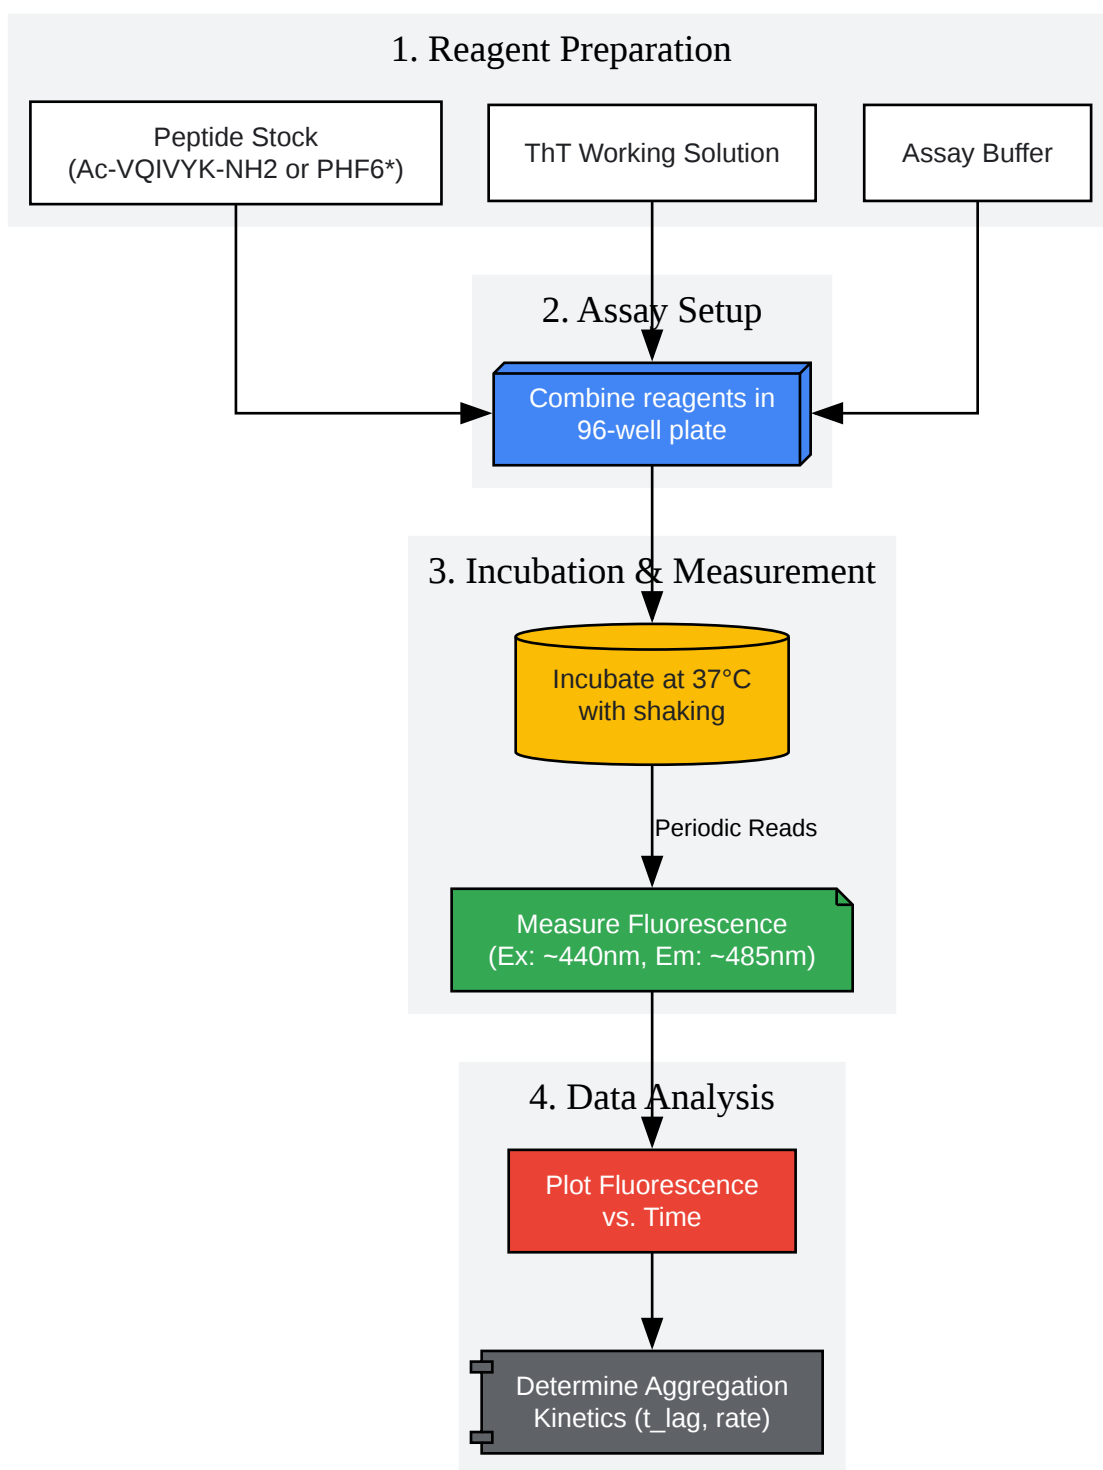 1. Reagent Preparation
Peptide Stock
(Ac-VQIVYK-NH2 or PHF6*)
ThT Working Solution
Assay Buffer
2. Assay Setup
Combine reagents in
96-well plate
3. Incubation & Measurement
Incubate at 37°C
with shaking
Periodic Reads
Measure Fluorescence
(Ex: ~440nm, Em: ~485nm)
4. Data Analysis
Plot Fluorescence
vs. Time
Determine Aggregation
Kinetics (t_lag, rate)